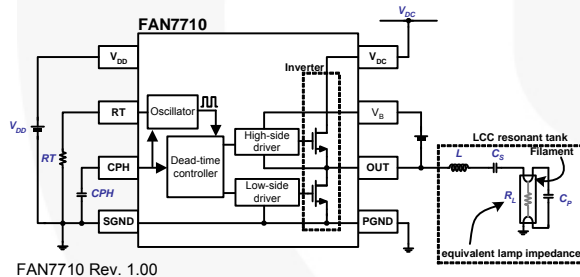 FAN7710
V_DC
V_DD
V_DC
Inverter
RT
Oscillator
V_B
LCC resonant tank
High-side
driver
V_DD
RT
CPH
Dead-time
controller
OUT
L
C_S
Filament
CPH
Low-side
driver
R_L
C_P
SGND
PGND
equivalent lamp impedance
FAN7710 Rev. 1.00